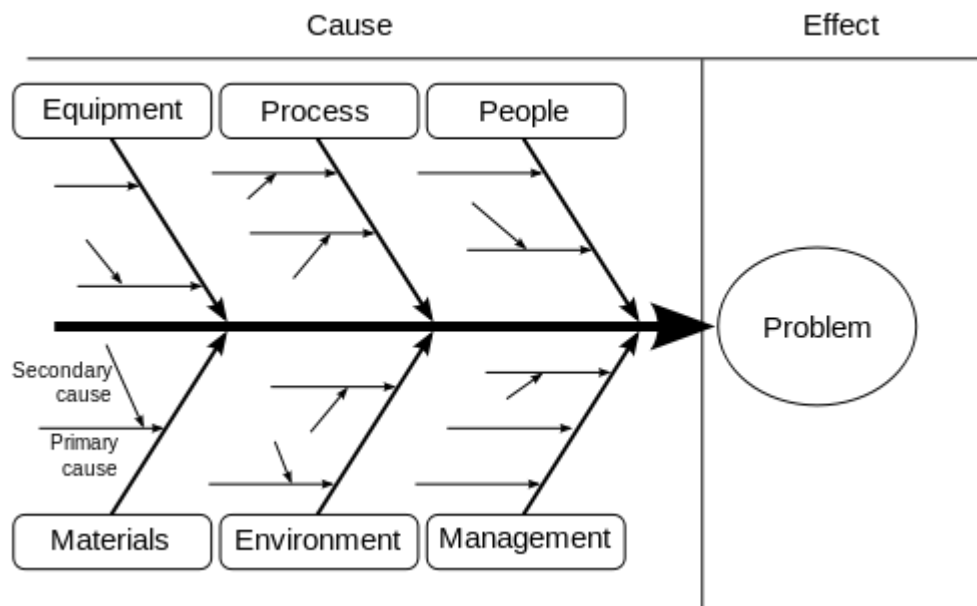 Cause
Effect
Equipment
Process
People
Problem
Secondary
cause
Primary
cause
Materials
Environment
Management